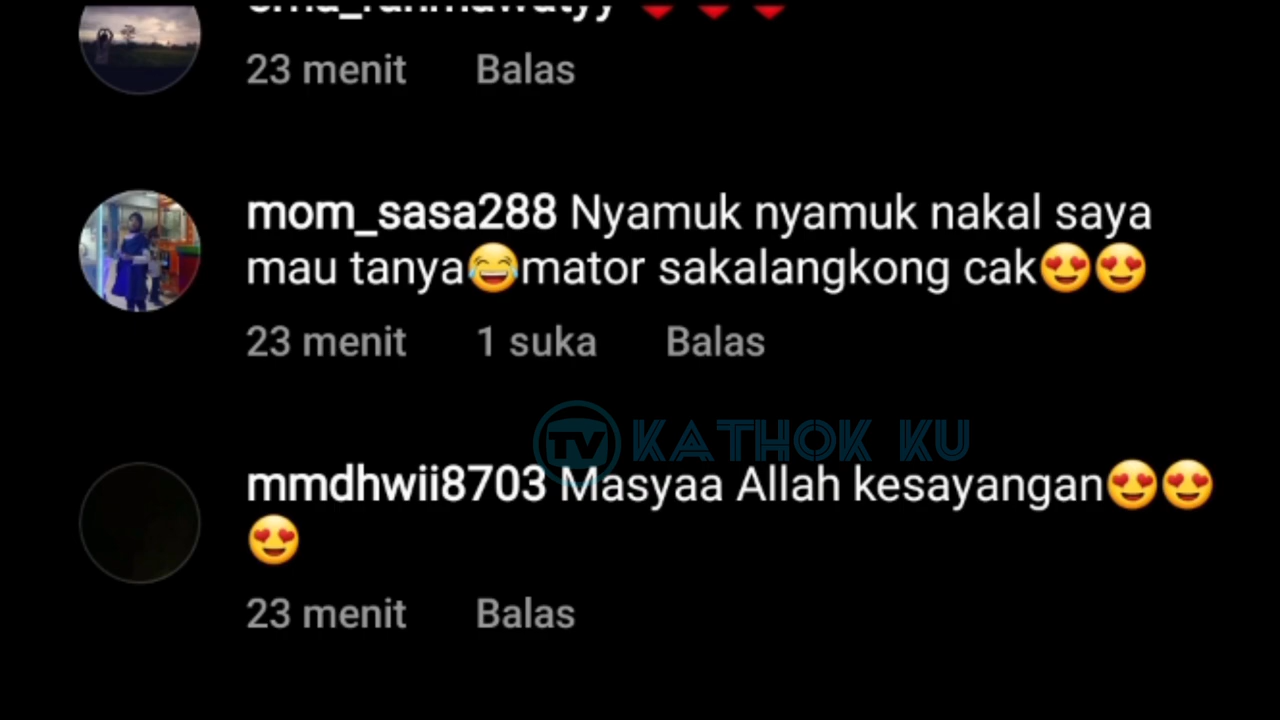 ❤️❤️❤️
23 menit Balas
mom_sasa288 Nyamuk nyamuk nakal saya
mau tanya😂mator sakalangkong cak😍😍
23 menit 1 suka Balas
TV KATHOK KU
mmdhwii8703 Masyaa Allah kesayangan😍😍
😍
23 menit Balas